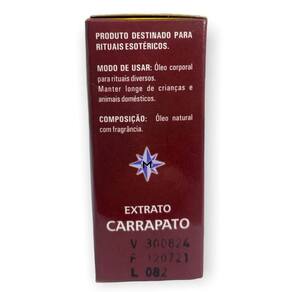 PRODUTO DESTINADO PARA
RITUAIS ESOTÉRICOS.
MODO DE USAR: Óleo corporal
para rituais diversos.
Manter longe de crianças e
animais domésticos.
COMPOSIÇÃO: Óleo natural
com fragrância.
M
EXTRATO
CARRAPATO
V 300824
F 120721
L 082